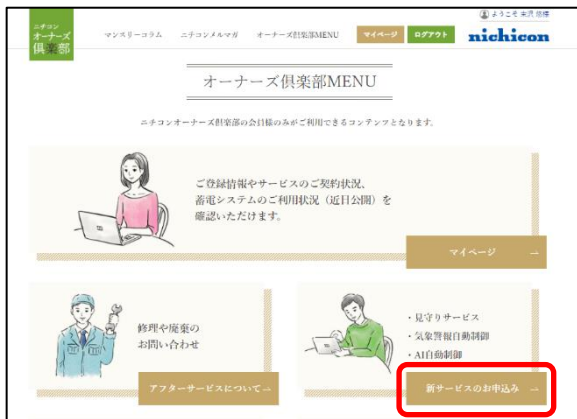 ニチコン
オーナーズ
倶楽部
マンスリーコラム
ニチコンメルマガ
オーナーズ倶楽部MENU
マイページ
ログアウト
ようこそ
nichicon
オーナーズ倶楽部MENU
ニチコンオーナーズ倶楽部の会員様のみがご利用できるコンテンツとなります。
ご登録情報やサービスのご契約状況、
蓄電システムのご利用状況（近日公開）を
確認いただけます。
マイページ →
修理や廃棄の
お問い合わせ
アフターサービスについて→
・見守りサービス
・気象警報自動制御
・AI自動制御
新サービスのお申込み →